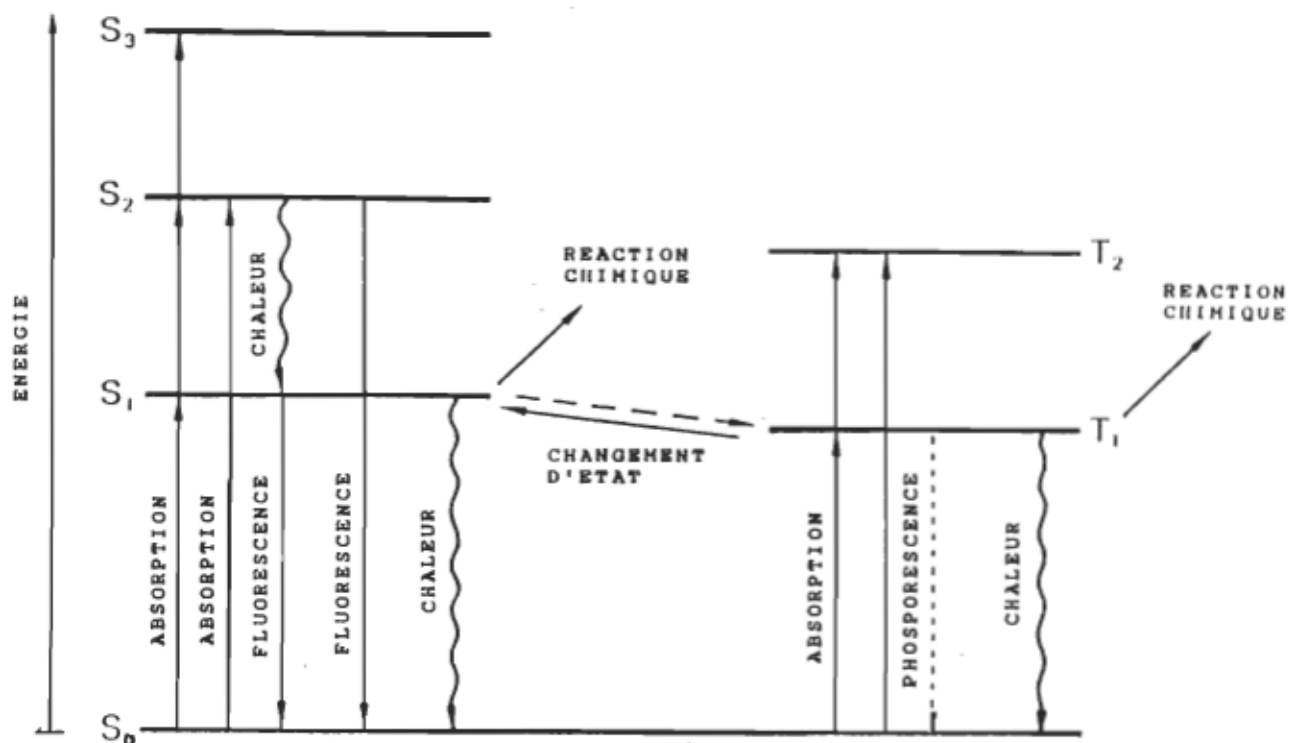 ENERGIE
S₃
S₂
S₁
S₀
ABSORPTION
ABSORPTION
CHALEUR
FLUORESCENCE
FLUORESCENCE
CHALEUR
REACTION
CHIMIQUE
CHANGEMENT
D'ETAT
T₂
T₁
REACTION
CHIMIQUE
ABSORPTION
PHOSPORESCENCE
CHALEUR